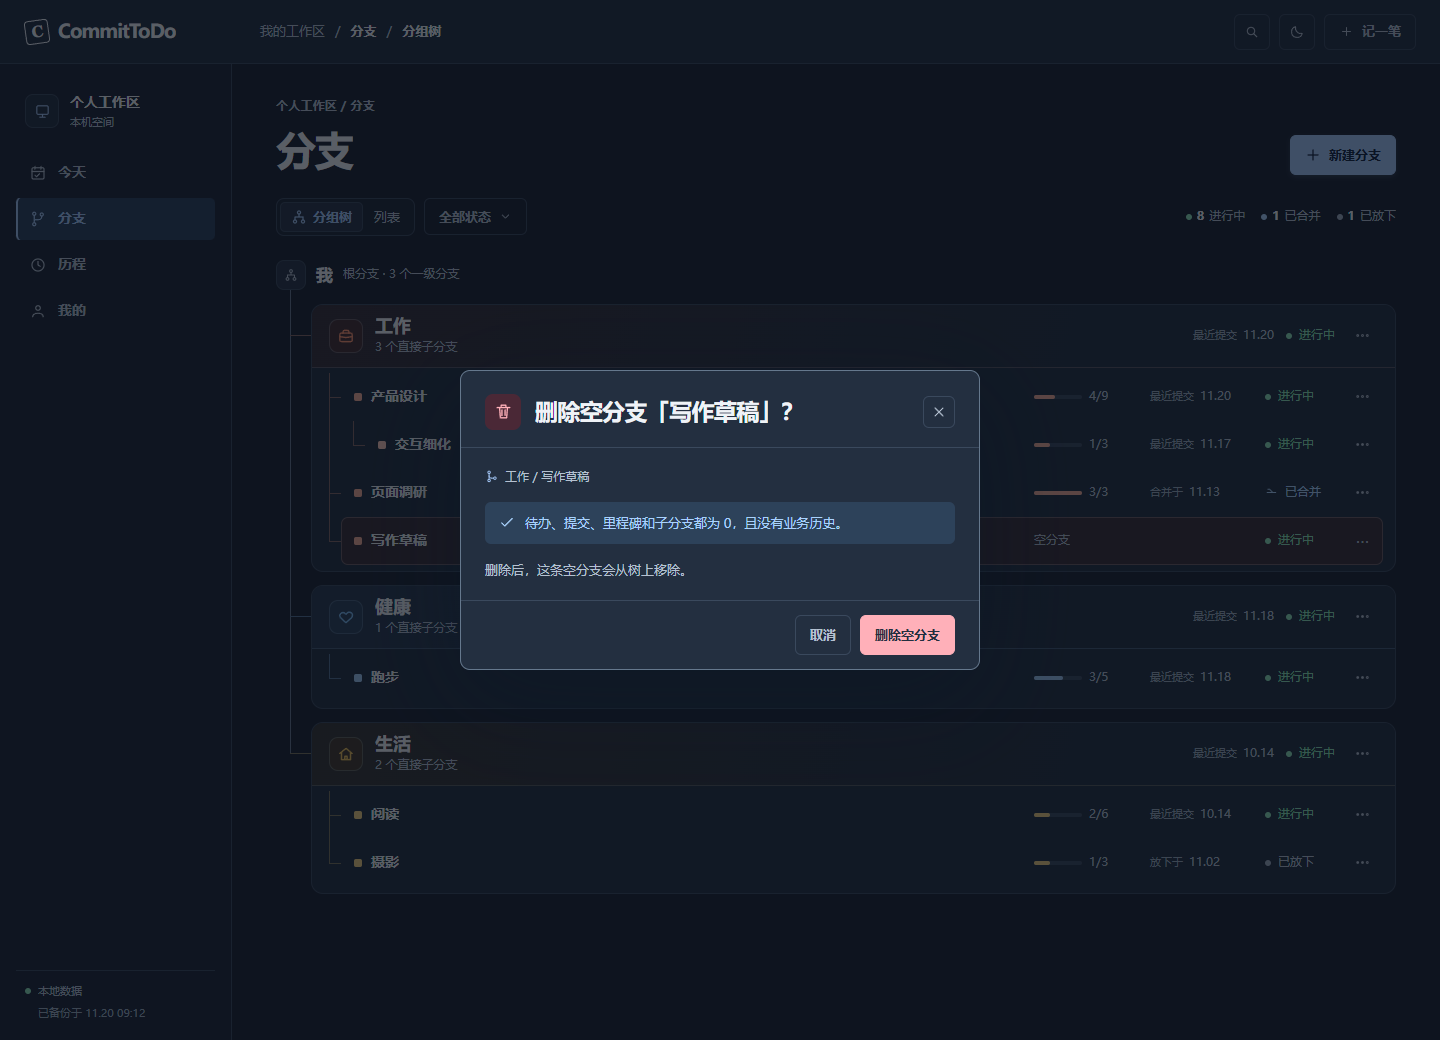 C CommitToDo
我的工作区 / 分支 / 分组树
+ 记一笔
个人工作区
本机空间
今天
分支
历程
我的
本地数据
已备份于 11.20 09:12
个人工作区 / 分支
分支
+ 新建分支
分组树 列表 全部状态
8 进行中 1 已合并 1 已放下
我 根分支 · 3 个一级分支
工作
3 个直接子分支
最近提交 11.20 进行中
产品设计 4/9 最近提交 11.20 进行中
交互细化 1/3 最近提交 11.17 进行中
页面调研 3/3 合并于 11.13 已合并
写作草稿 空分支 进行中
健康
1 个直接子分支
最近提交 11.18 进行中
跑步 3/5 最近提交 11.18 进行中
生活
2 个直接子分支
最近提交 10.14 进行中
阅读 2/6 最近提交 10.14 进行中
摄影 1/3 放下于 11.02 已放下
删除空分支「写作草稿」？
工作 / 写作草稿
待办、提交、里程碑和子分支都为 0，且没有业务历史。
删除后，这条空分支会从树上移除。
取消 删除空分支